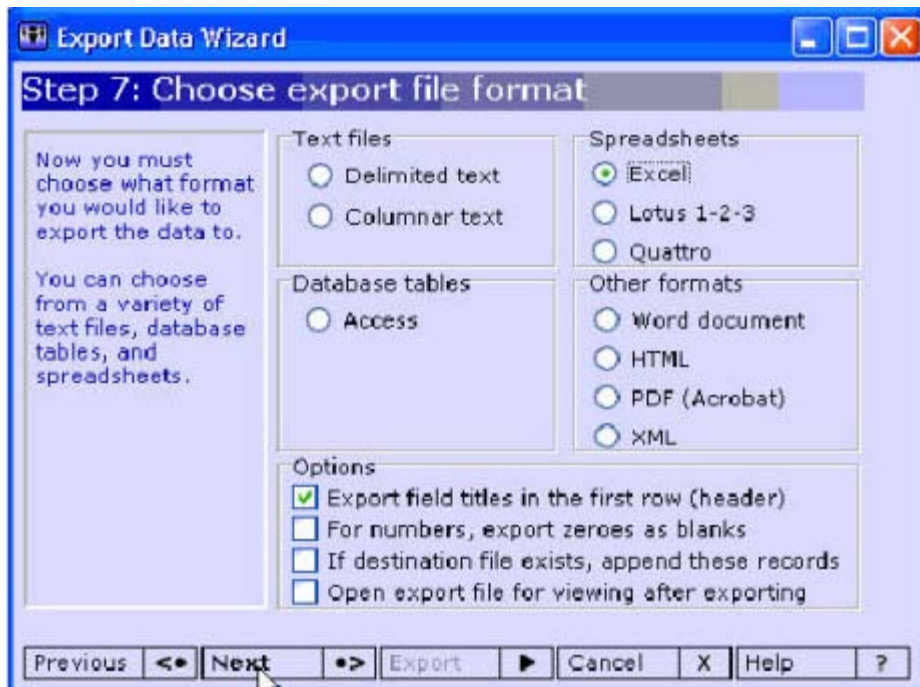 Export Data Wizard
Step 7: Choose export file format
Now you must
choose what format
you would like to
export the data to.
You can choose
from a variety of
text files, database
tables, and
spreadsheets.
Text files
Delimited text
Columnar text
Spreadsheets
Excel
Lotus 1-2-3
Quattro
Database tables
Access
Other formats
Word document
HTML
PDF (Acrobat)
XML
Options
Export field titles in the first row (header)
For numbers, export zeroes as blanks
If destination file exists, append these records
Open export file for viewing after exporting
Previous <• Next •> Export Cancel X Help ?